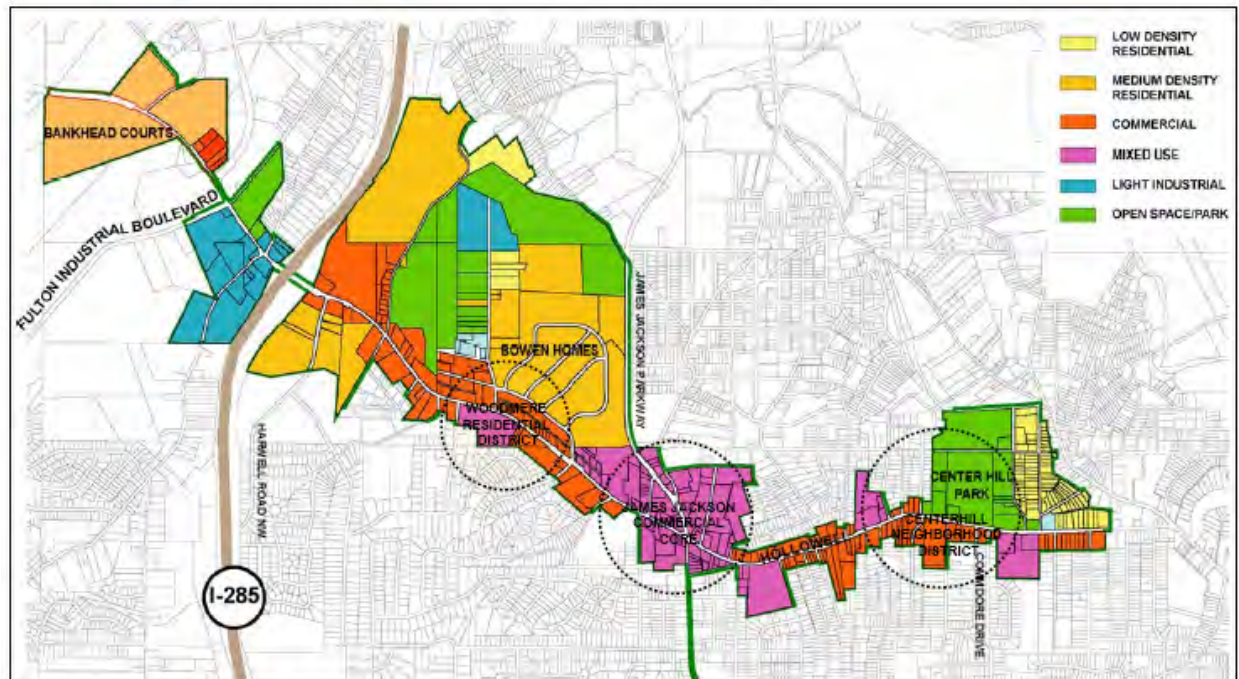 LOW DENSITY
RESIDENTIAL
MEDIUM DENSITY
RESIDENTIAL
COMMERCIAL
MIXED USE
LIGHT INDUSTRIAL
OPEN SPACE/PARK
BANKHEAD COURTS
FULTON INDUSTRIAL BOULEVARD
JAMES JACKSON PARKWAY
BOWEN HOMES
WOODMERE
RESIDENTIAL
DISTRICT
HARWELL ROAD NW
JAMES JACKSON
COMMERCIAL
CORE
HOLLOWELL
CENTER HILL
PARK
CENTERHILL
NEIGHBORHOOD
DISTRICT
COMMODORE DRIVE
I-285